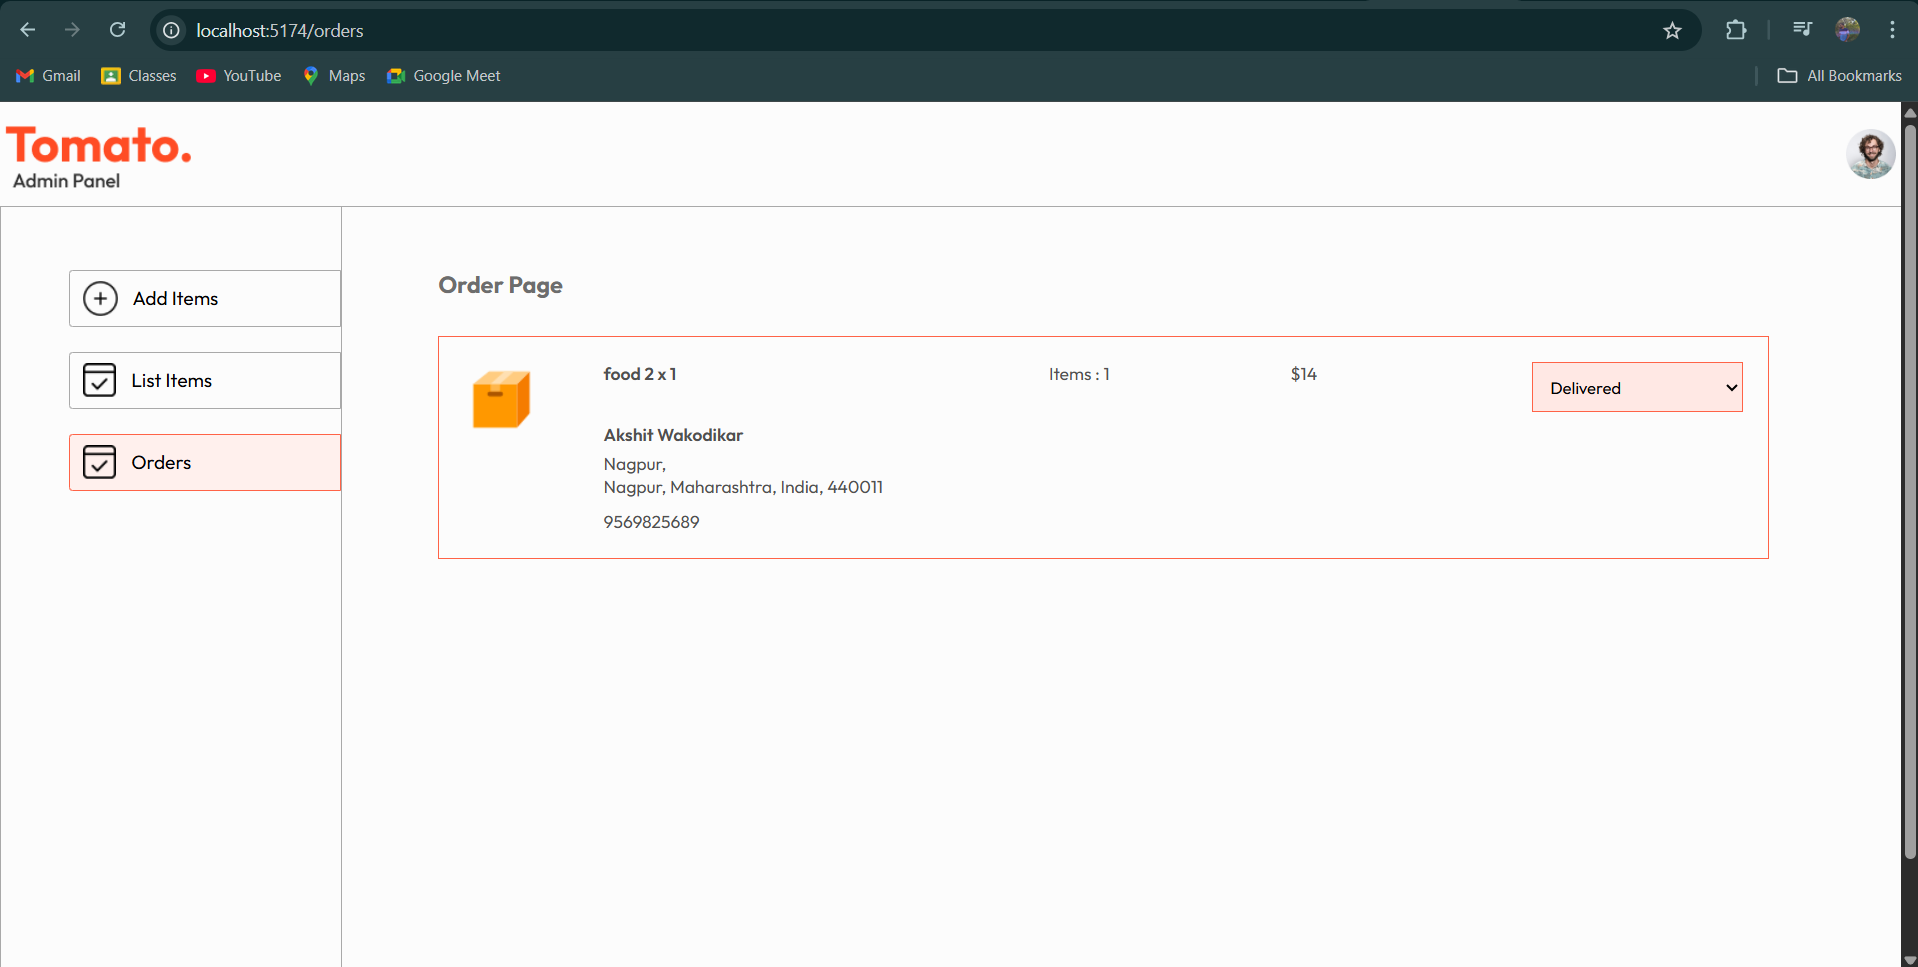 localhost:5174/orders
Gmail
Classes
YouTube
Maps
Google Meet
All Bookmarks
Tomato.
Admin Panel
Add Items
List Items
Orders
Order Page
food 2 x 1
Items : 1
$14
Delivered
Akshit Wakodikar
Nagpur,
Nagpur, Maharashtra, India, 440011
9569825689